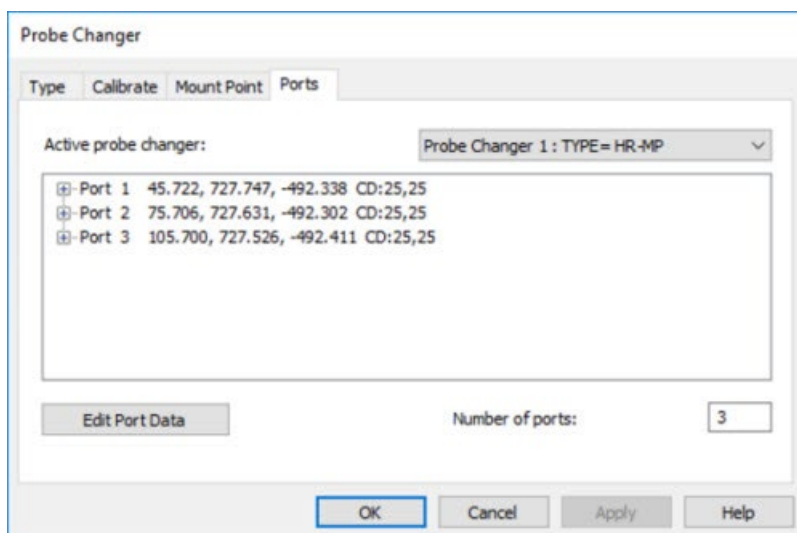 Probe Changer
Type Calibrate Mount Point Ports
Active probe changer: Probe Changer 1 : TYPE= HR-MP
Port 1 45.722, 727.747, -492.338 CD:25,25
Port 2 75.706, 727.631, -492.302 CD:25,25
Port 3 105.700, 727.526, -492.411 CD:25,25
Edit Port Data Number of ports: 3
OK Cancel Apply Help